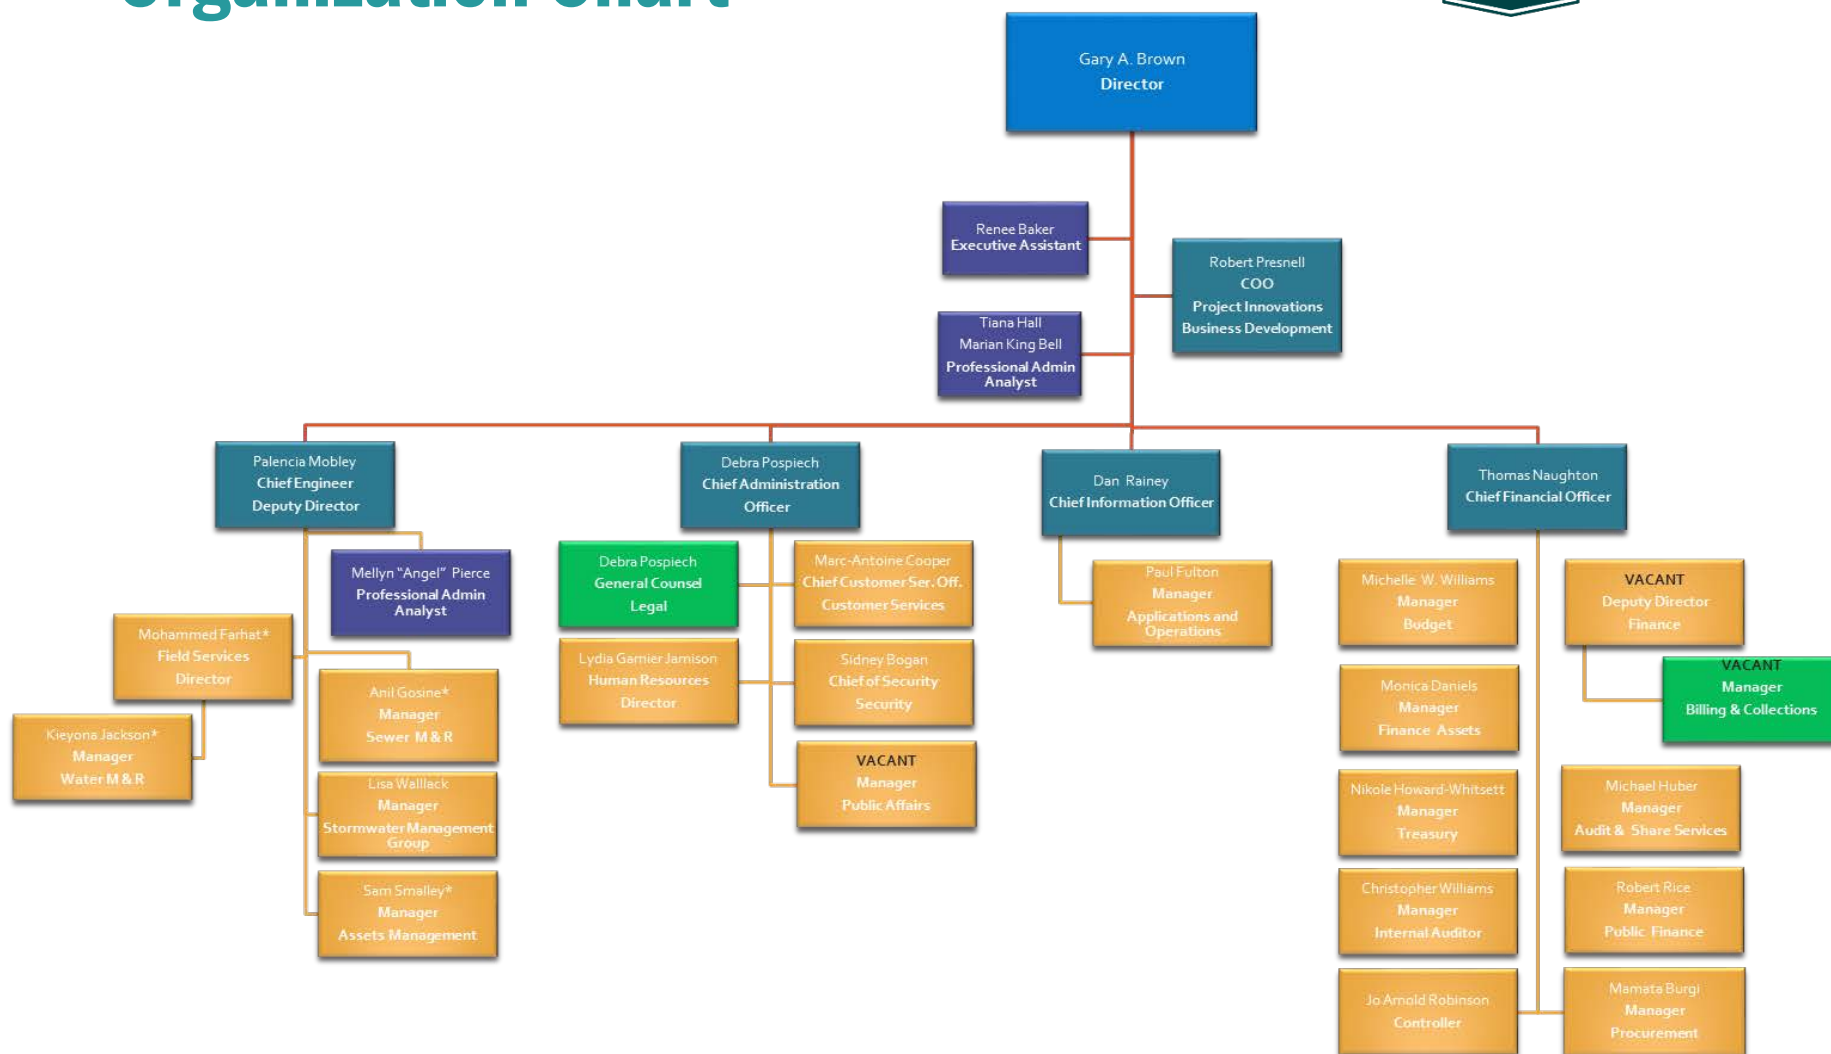 Organization Chart
Gary A. Brown
Director
Renee Baker
Executive Assistant
Robert Presnell
COO
Project Innovations
Business Development
Tiana Hall
Marian King Bell
Professional Admin
Analyst
Palencia Mobley
Chief Engineer
Deputy Director
Debra Pospiech
Chief Administration
Officer
Dan Rainey
Chief Information Officer
Thomas Naughton
Chief Financial Officer
Mellyn “Angel” Pierce
Professional Admin
Analyst
Mohammed Farhat*
Field Services
Director
Kieyona Jackson*
Manager
Water M & R
Anil Gosine*
Manager
Sewer M & R
Lisa Walllack
Manager
Stormwater Management
Group
Sam Smalley*
Manager
Assets Management
Debra Pospiech
General Counsel
Legal
Marc-Antoine Cooper
Chief Customer Ser. Off.
Customer Services
Lydia Garnier Jamison
Human Resources
Director
Sidney Bogan
Chief of Security
Security
VACANT
Manager
Public Affairs
Paul Fulton
Manager
Applications and
Operations
Michelle W. Williams
Manager
Budget
VACANT
Deputy Director
Finance
VACANT
Manager
Billing & Collections
Monica Daniels
Manager
Finance Assets
Nikole Howard-Whitsett
Manager
Treasury
Michael Huber
Manager
Audit & Share Services
Christopher Williams
Manager
Internal Auditor
Robert Rice
Manager
Public Finance
Jo Arnold Robinson
Controller
Mamata Burgi
Manager
Procurement